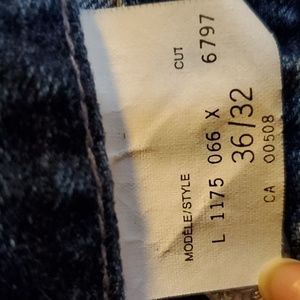 CUT
6797
MODELE/STYLE
L 1175 066 X
36/32
CA 00508